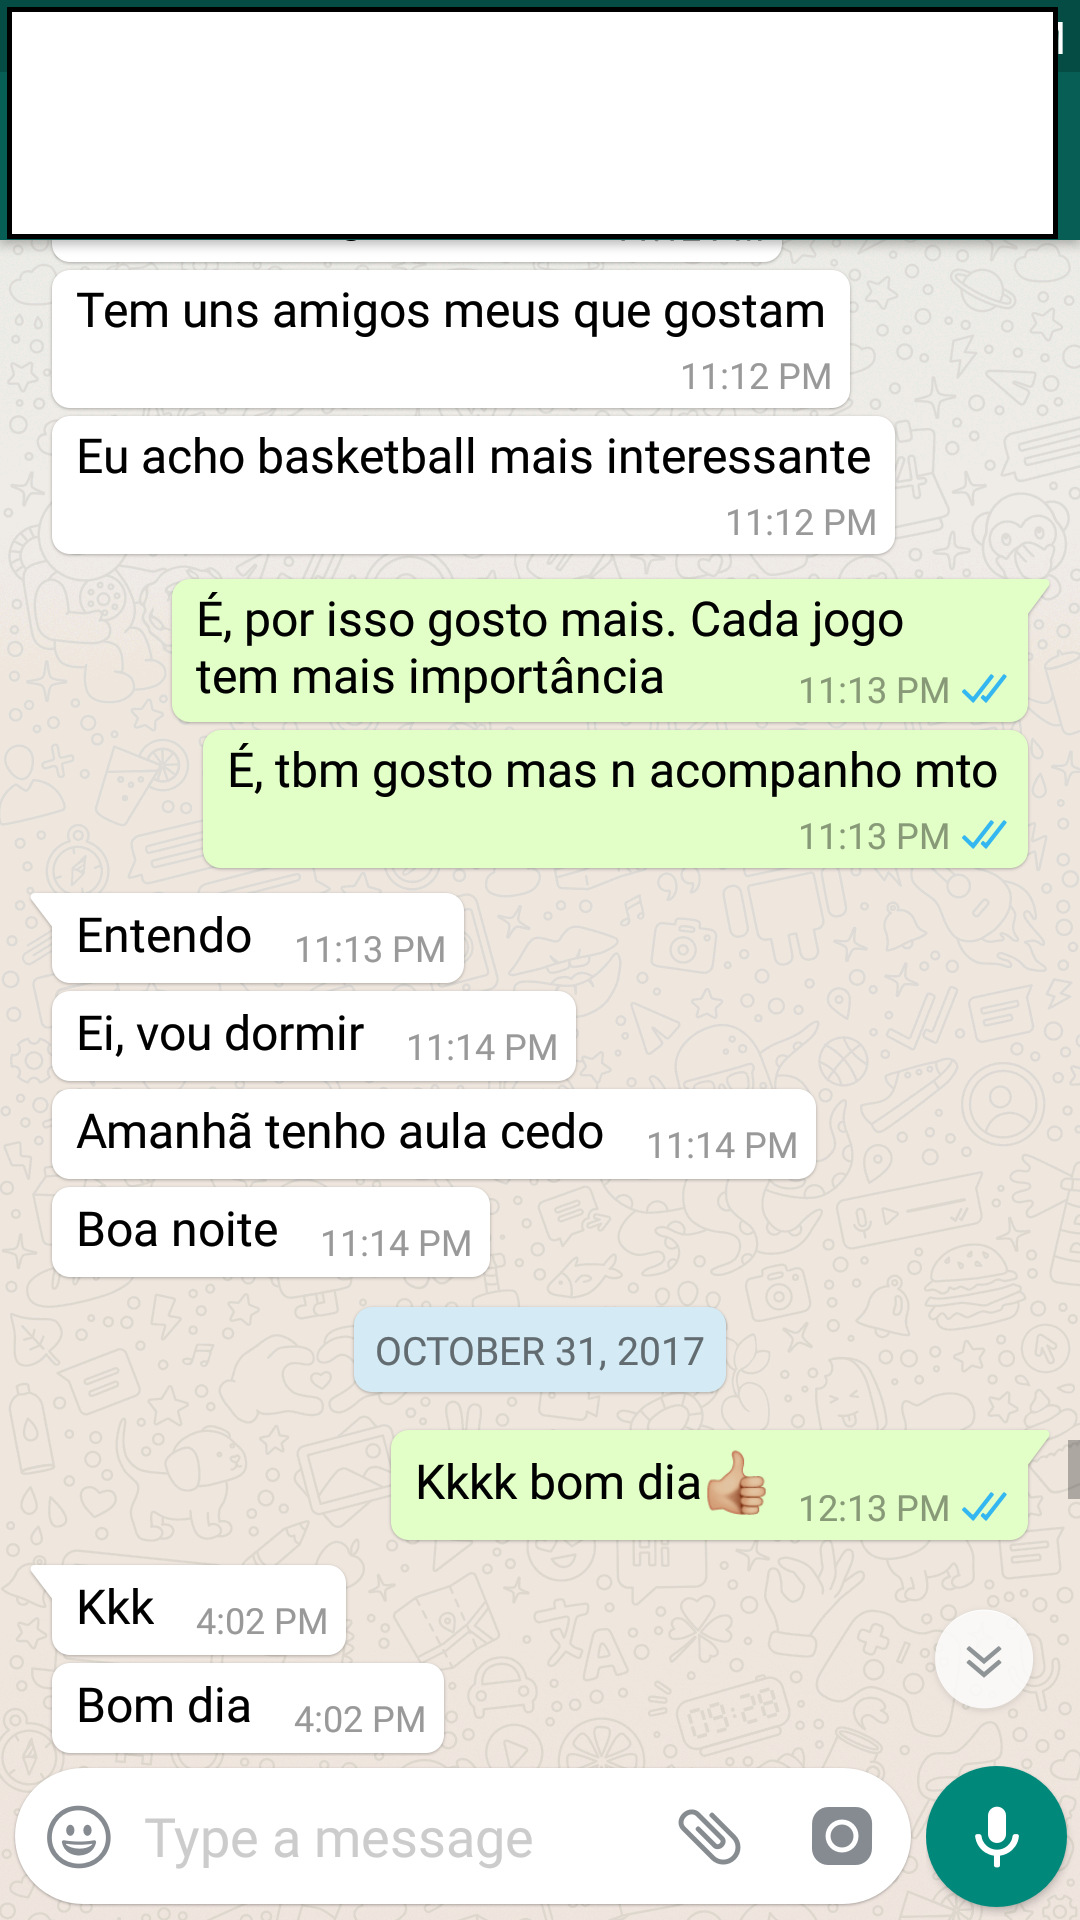 Tem uns amigos meus que gostam
11:12 PM
Eu acho basketball mais interessante
11:12 PM
É, por isso gosto mais. Cada jogo
tem mais importância 11:13 PM
É, tbm gosto mas n acompanho mto
11:13 PM
Entendo 11:13 PM
Ei, vou dormir 11:14 PM
Amanhã tenho aula cedo 11:14 PM
Boa noite 11:14 PM
OCTOBER 31, 2017
Kkkk bom dia👍🏼 12:13 PM
Kkk 4:02 PM
Bom dia 4:02 PM
Type a message